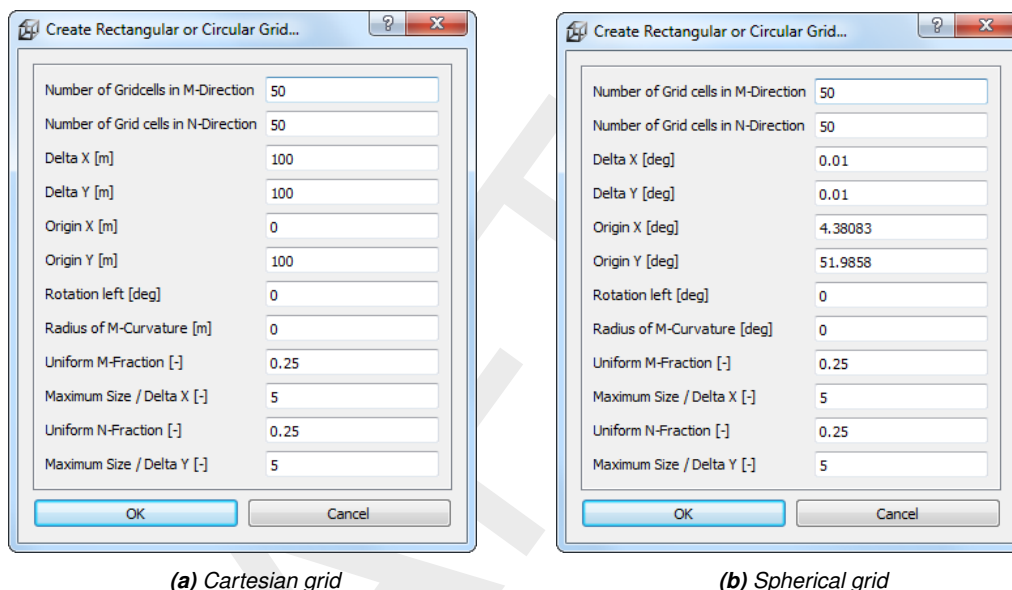 Create Rectangular or Circular Grid...
Number of Gridcells in M-Direction 50
Number of Grid cells in N-Direction 50
Delta X [m] 100
Delta Y [m] 100
Origin X [m] 0
Origin Y [m] 100
Rotation left [deg] 0
Radius of M-Curvature [m] 0
Uniform M-Fraction [-] 0.25
Maximum Size / Delta X [-] 5
Uniform N-Fraction [-] 0.25
Maximum Size / Delta Y [-] 5
OK Cancel
(a) Cartesian grid
Create Rectangular or Circular Grid...
Number of Grid cells in M-Direction 50
Number of Grid cells in N-Direction 50
Delta X [deg] 0.01
Delta Y [deg] 0.01
Origin X [deg] 4.38083
Origin Y [deg] 51.9858
Rotation left [deg] 0
Radius of M-Curvature [deg] 0
Uniform M-Fraction [-] 0.25
Maximum Size / Delta X [-] 5
Uniform N-Fraction [-] 0.25
Maximum Size / Delta Y [-] 5
OK Cancel
(b) Spherical grid